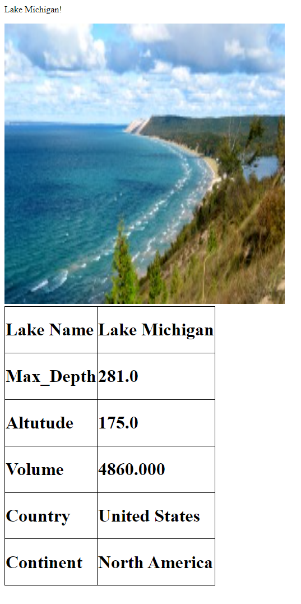 Lake Michigan!
Lake Name Lake Michigan
Max_Depth 281.0
Altutude 175.0
Volume 4860.000
Country United States
Continent North America